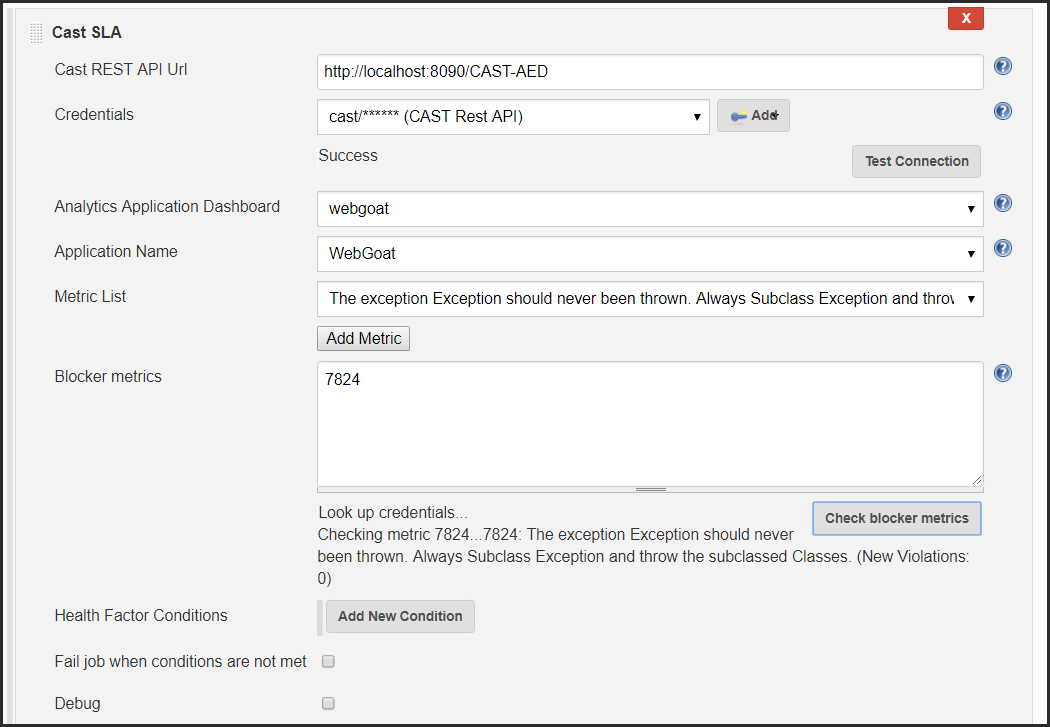 X
Cast SLA
Cast REST API Url
http://localhost:8090/CAST-AED
Credentials
cast/****** (CAST Rest API)
Add
Success
Test Connection
Analytics Application Dashboard
webgoat
Application Name
WebGoat
Metric List
The exception Exception should never been thrown. Always Subclass Exception and
Add Metric
Blocker metrics
7824
Look up credentials...
Check blocker metrics
Checking metric 7824...7824: The exception Exception should never
been thrown. Always Subclass Exception and throw the subclassed Classes. (New Violations:
0)
Health Factor Conditions
Add New Condition
Fail job when conditions are not met
Debug